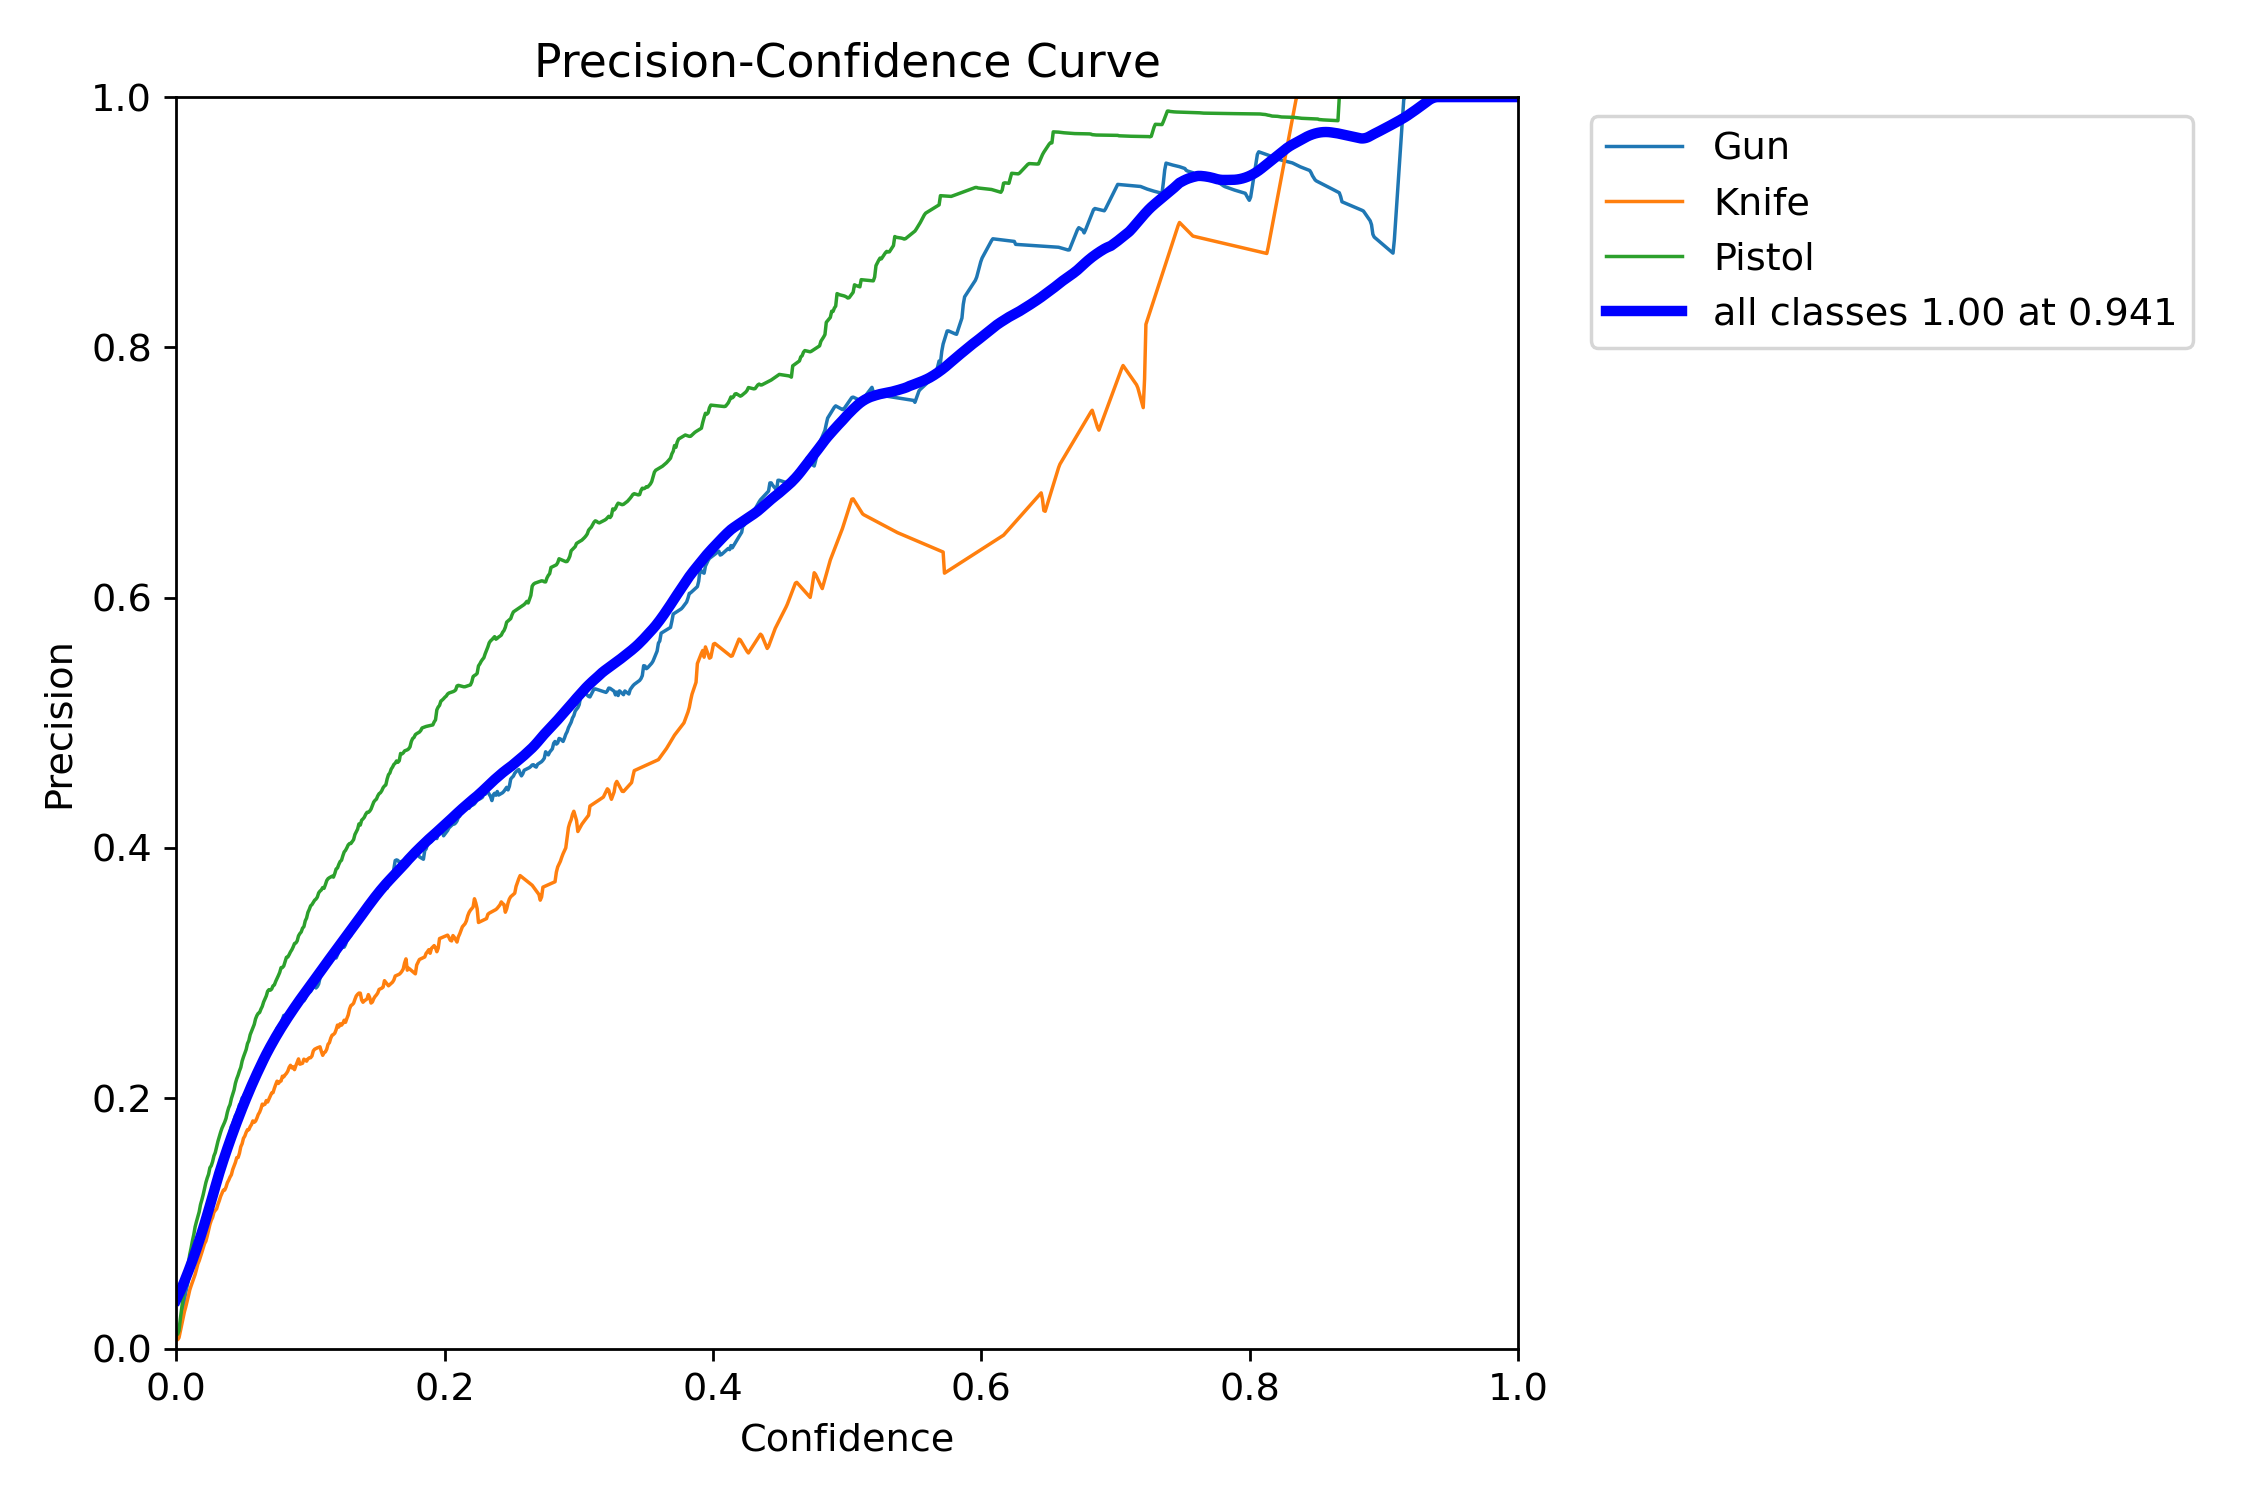 Precision-Confidence Curve
1.0
0.8
0.6
0.4
0.2
0.0
Precision
0.0 0.2 0.4 0.6 0.8 1.0
Confidence
Gun
Knife
Pistol
all classes 1.00 at 0.941